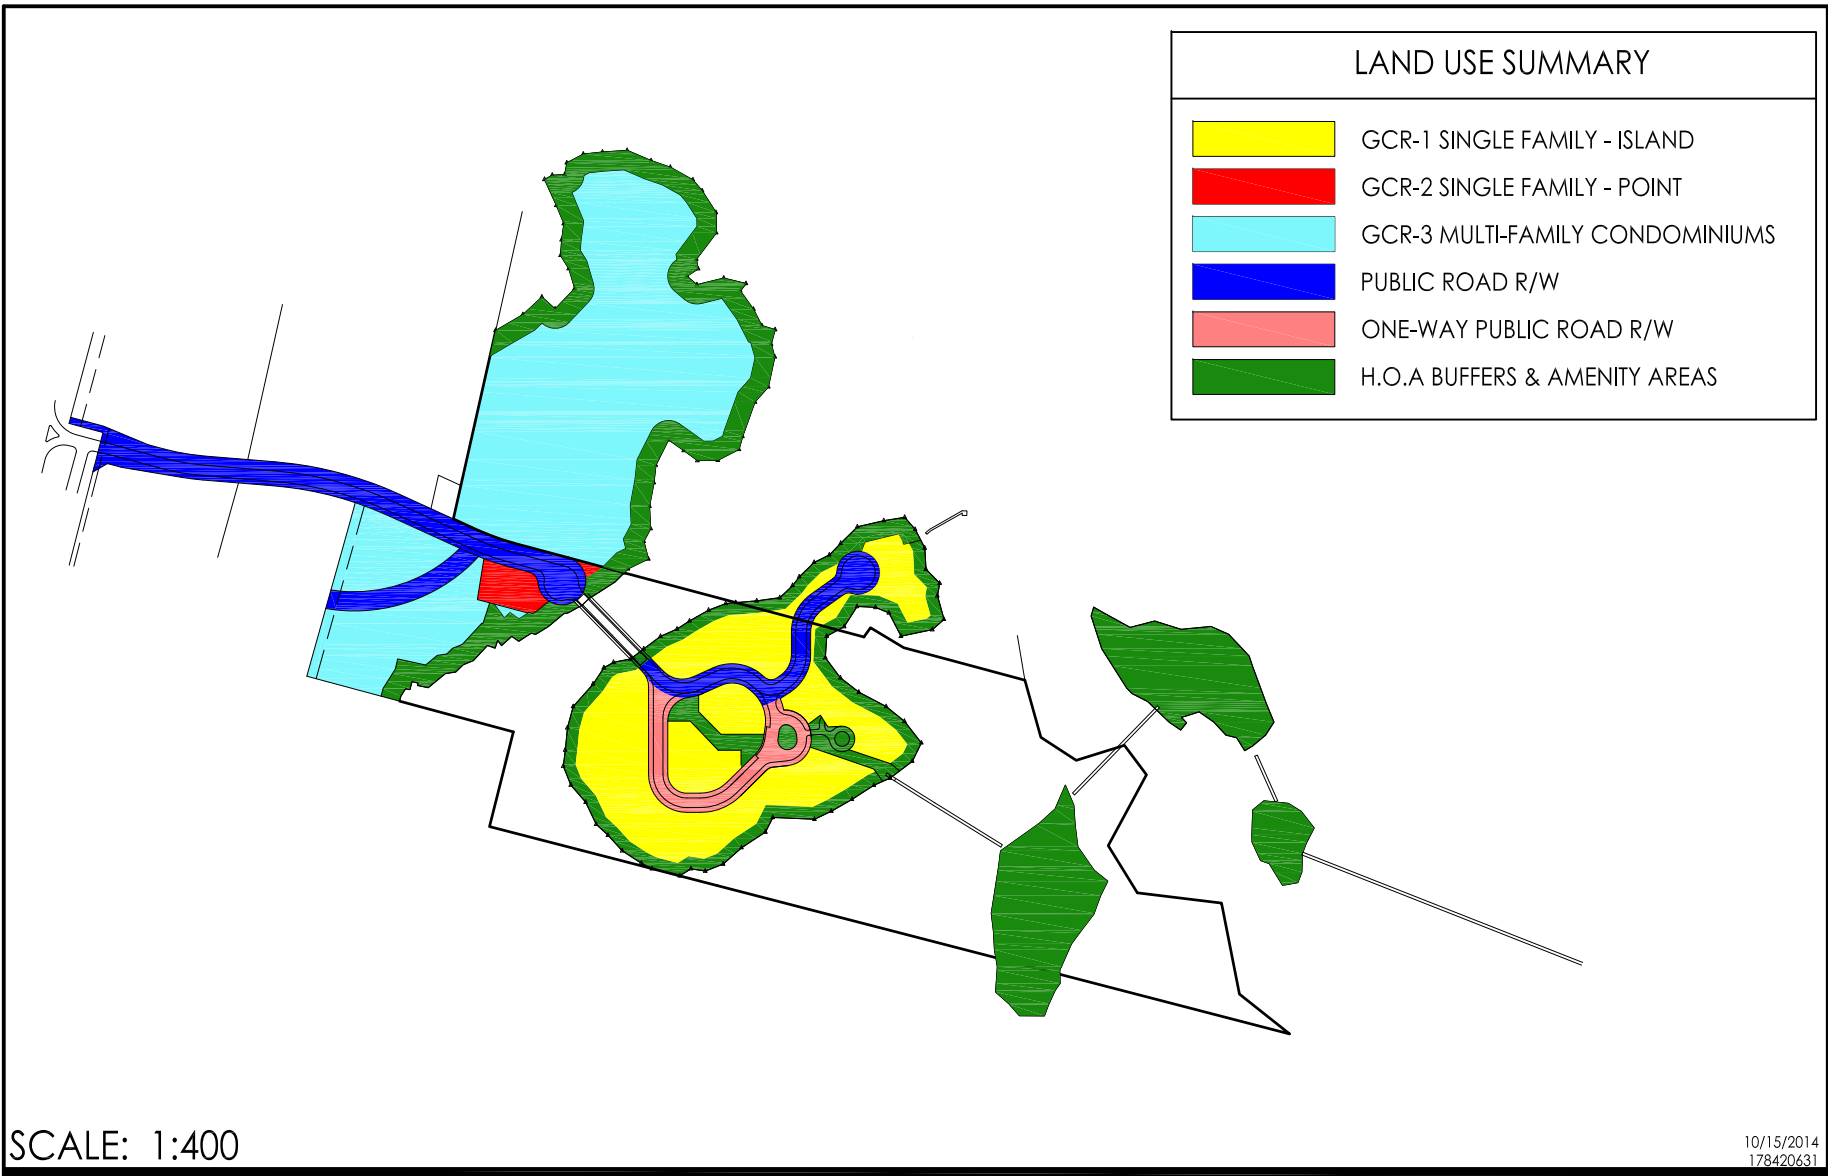 LAND USE SUMMARY
GCR-1 SINGLE FAMILY - ISLAND
GCR-2 SINGLE FAMILY - POINT
GCR-3 MULTI-FAMILY CONDOMINIUMS
PUBLIC ROAD R/W
ONE-WAY PUBLIC ROAD R/W
H.O.A BUFFERS & AMENITY AREAS
SCALE: 1:400
10/15/2014
178420631